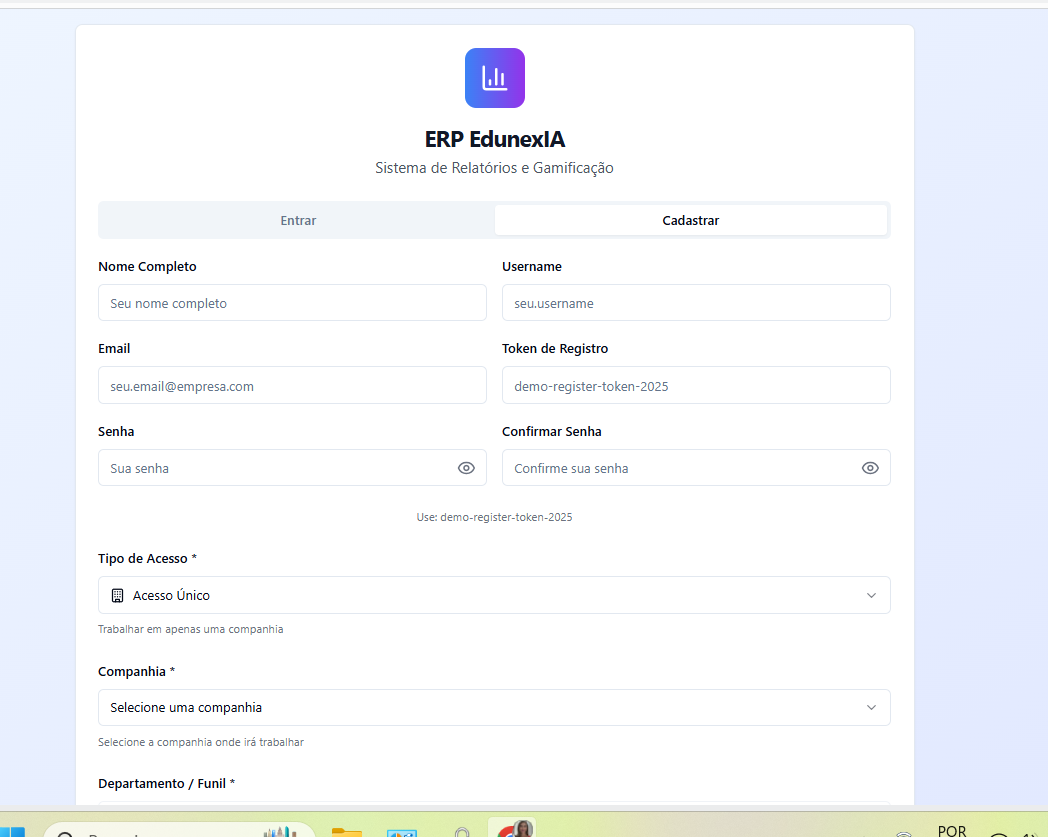 ERP EdunexIA
Sistema de Relatórios e Gamificação
Entrar
Cadastrar
Nome Completo
Username
Seu nome completo
seu.username
Email
Token de Registro
seu.email@empresa.com
demo-register-token-2025
Senha
Confirmar Senha
Sua senha
Confirme sua senha
Use: demo-register-token-2025
Tipo de Acesso *
Acesso Único
Trabalhar em apenas uma companhia
Companhia *
Selecione uma companhia
Selecione a companhia onde irá trabalhar
Departamento / Funil *
POR